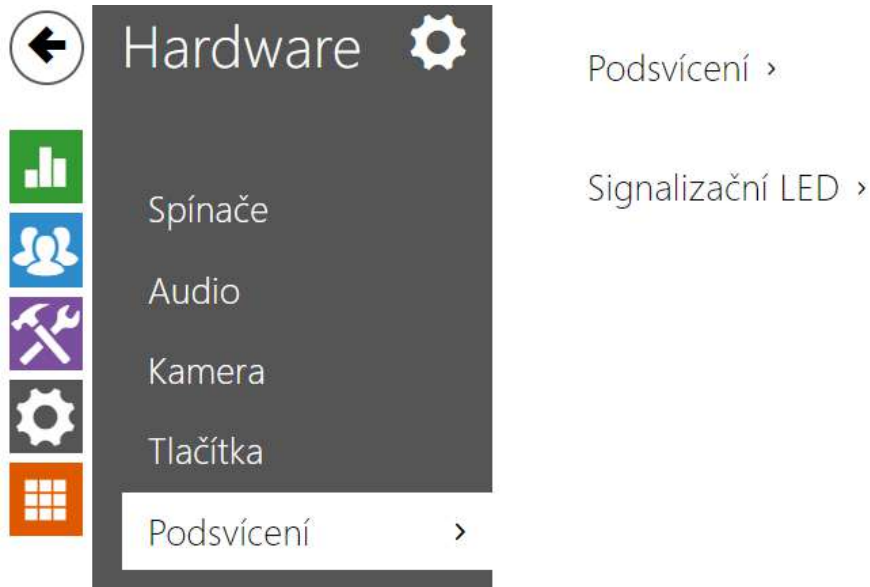 Hardware
Spínače
Audio
Kamera
Tlačítka
Podsvícení
Podsvícení
Signalizační LED